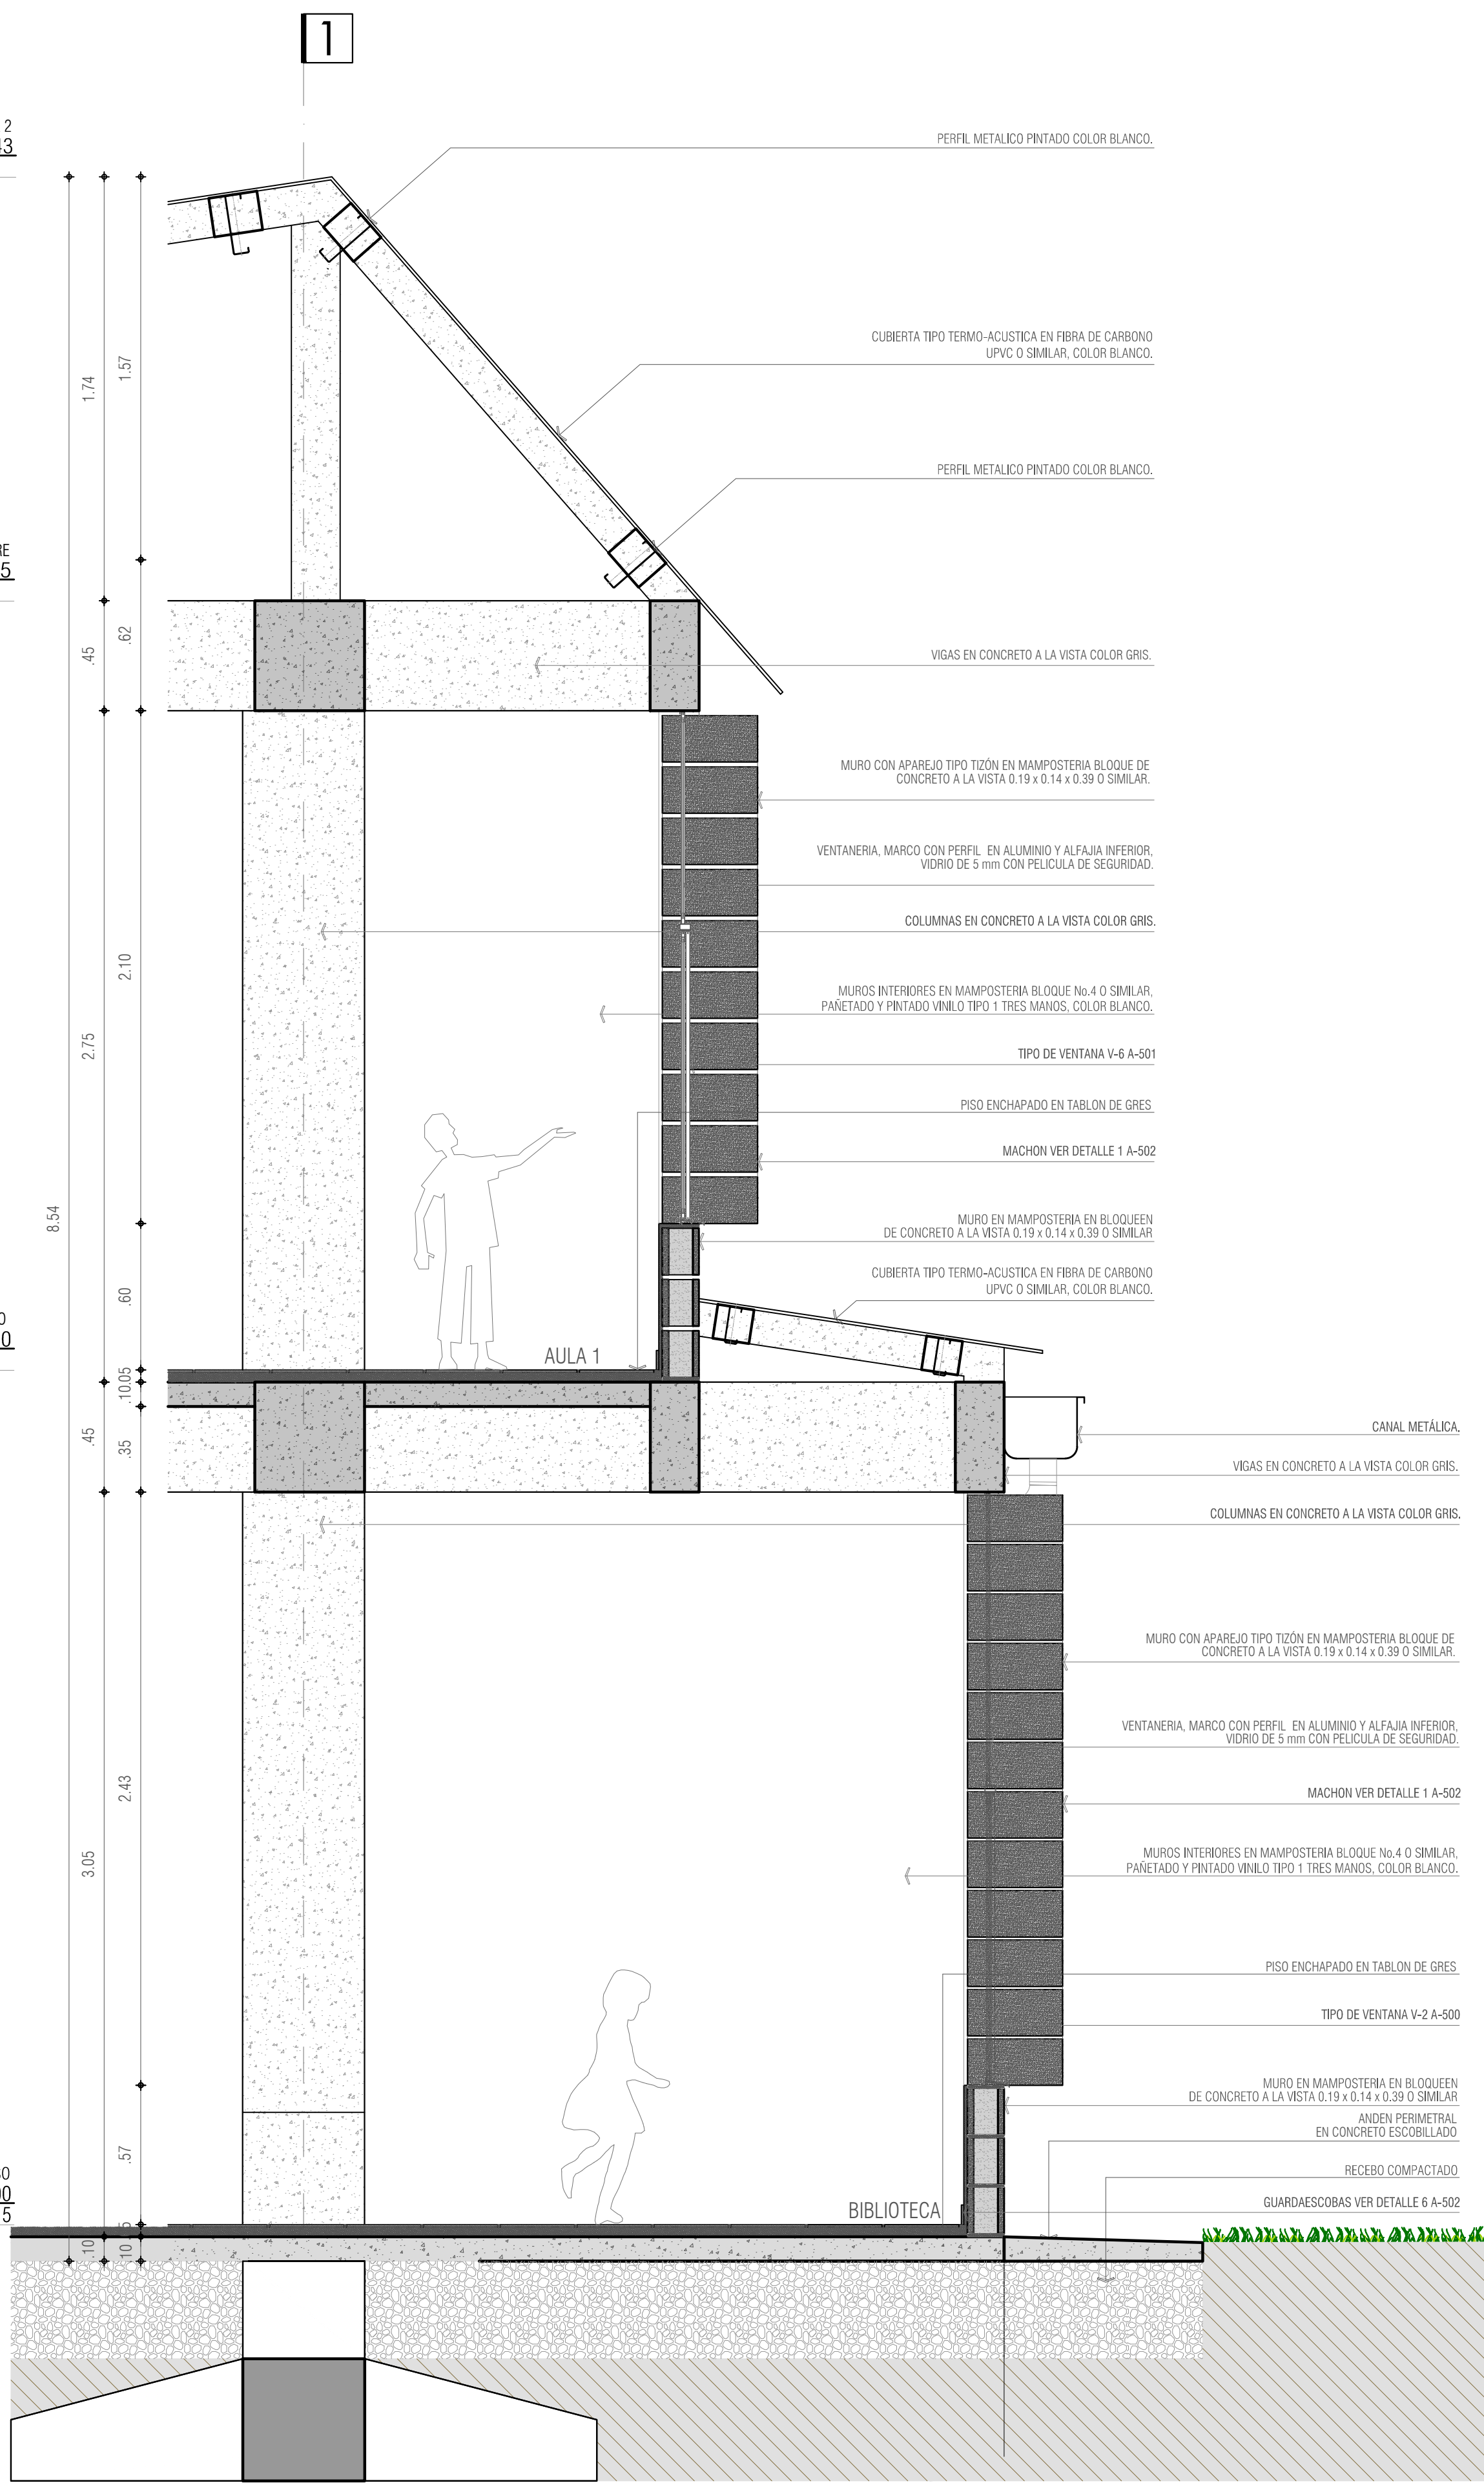 1
2
PERFIL METALICO PINTADO COLOR BLANCO.
CUBIERTA TIPO TERMO-ACUSTICA EN FIBRA DE CARBONO
UPVC O SIMILAR, COLOR BLANCO.
PERFIL METALICO PINTADO COLOR BLANCO.
VIGAS EN CONCRETO A LA VISTA COLOR GRIS.
MURO CON APAREJO TIPO TIZÓN EN MAMPOSTERIA BLOQUE DE
CONCRETO A LA VISTA 0.19 x 0.14 x 0.39 O SIMILAR.
VENTANERIA, MARCO CON PERFIL EN ALUMINIO Y ALFAJIA INFERIOR,
VIDRIO DE 5 mm CON PELICULA DE SEGURIDAD.
COLUMNAS EN CONCRETO A LA VISTA COLOR GRIS.
MUROS INTERIORES EN MAMPOSTERIA BLOQUE No.4 O SIMILAR,
PAÑETADO Y PINTADO VINILO TIPO 1 TRES MANOS, COLOR BLANCO.
TIPO DE VENTANA V-6 A-501
PISO ENCHAPADO EN TABLON DE GRES
MACHON VER DETALLE 1 A-502
MURO EN MAMPOSTERIA EN BLOQUEEN
DE CONCRETO A LA VISTA 0.19 x 0.14 x 0.39 O SIMILAR
CUBIERTA TIPO TERMO-ACUSTICA EN FIBRA DE CARBONO
UPVC O SIMILAR, COLOR BLANCO.
AULA 1
CANAL METÁLICA.
VIGAS EN CONCRETO A LA VISTA COLOR GRIS.
COLUMNAS EN CONCRETO A LA VISTA COLOR GRIS.
MURO CON APAREJO TIPO TIZÓN EN MAMPOSTERIA BLOQUE DE
CONCRETO A LA VISTA 0.19 x 0.14 x 0.39 O SIMILAR.
VENTANERIA, MARCO CON PERFIL EN ALUMINIO Y ALFAJIA INFERIOR,
VIDRIO DE 5 mm CON PELICULA DE SEGURIDAD.
MACHON VER DETALLE 1 A-502
MUROS INTERIORES EN MAMPOSTERIA BLOQUE No.4 O SIMILAR,
PAÑETADO Y PINTADO VINILO TIPO 1 TRES MANOS, COLOR BLANCO.
PISO ENCHAPADO EN TABLON DE GRES
TIPO DE VENTANA V-2 A-500
MURO EN MAMPOSTERIA EN BLOQUEEN
DE CONCRETO A LA VISTA 0.19 x 0.14 x 0.39 O SIMILAR
ANDEN PERIMETRAL
EN CONCRETO ESCOBILLADO
RECEBO COMPACTADO
GUARDAESCOBAS VER DETALLE 6 A-502
BIBLIOTECA
8.54
1.74
.45
2.75
.45
3.05
10
1.57
.62
2.10
.60
.05
10
.35
2.43
.57
10